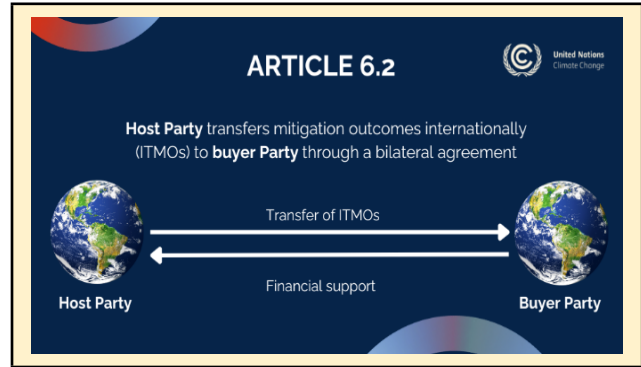 ARTICLE 6.2
United Nations
Climate Change
Host Party transfers mitigation outcomes internationally
(ITMOs) to buyer Party through a bilateral agreement
Transfer of ITMOs
Financial support
Host Party
Buyer Party